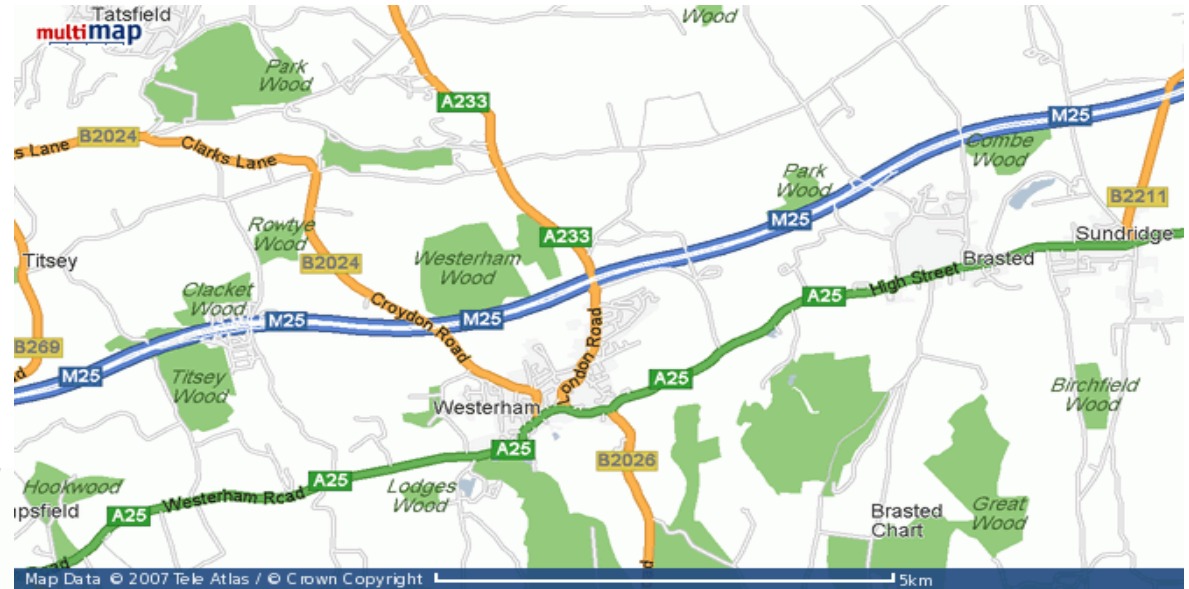 Tatsfield
multimap
Wood
Park
Wood
A233
M25
B2024
s Lane
Clarks Lane
Combe
Wood
Park
Wood
B2211
Rowtye
Wood
M25
A233
Sundridge
Titsey
B2024
Westerham
Wood
Brasted
High Street
Clacket
Wood
A25
Croydon Road
M25
M25
London Road
B269
M25
Titsey
Wood
A25
Birchfield
Wood
Westerham
A25
B2026
A25
Hookwood
Westerham Road
Lodges
Wood
Great
Wood
psfield
A25
Brasted
Chart
Road
Map Data © 2007 Tele Atlas / © Crown Copyright
5km